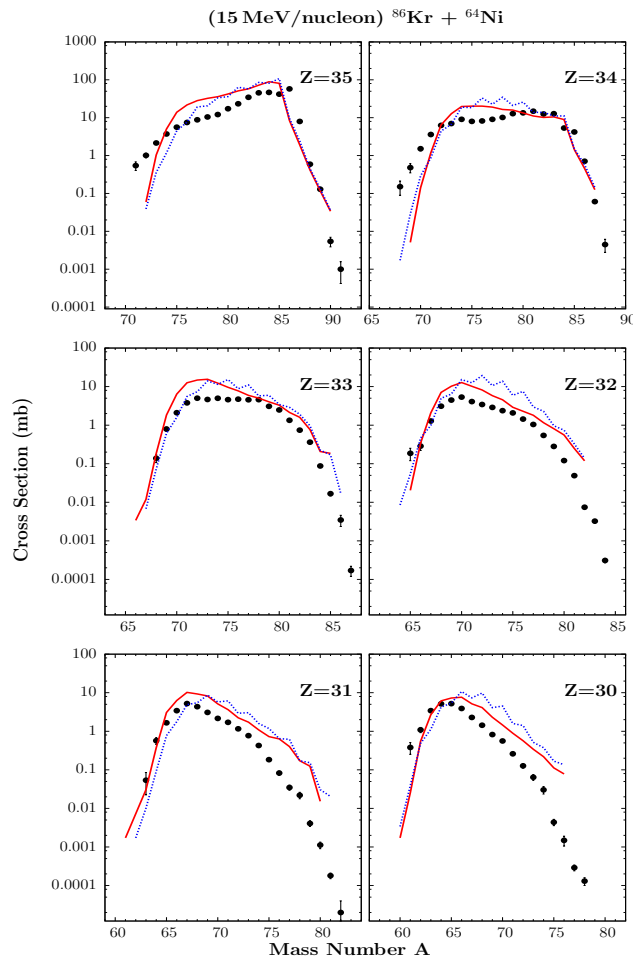 (15 MeV/nucleon) ⁸⁶Kr + ⁶⁴Ni
1000
100
10
1
0.1
0.01
0.001
0.0001
Z=35
70 75 80 85 90
Z=34
65 70 75 80 85 90
100
10
1
0.1
0.01
0.001
0.0001
Z=33
65 70 75 80 85
Z=32
65 70 75 80 85
Cross Section (mb)
100
10
1
0.1
0.01
0.001
0.0001
Z=31
60 65 70 75 80
Z=30
60 65 70 75 80
Mass Number A